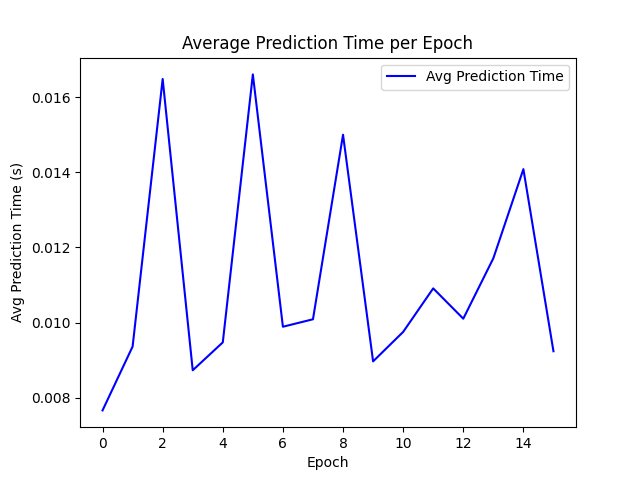 Average Prediction Time per Epoch
Avg Prediction Time
0.016
0.014
0.012
0.010
0.008
Avg Prediction Time (s)
0 2 4 6 8 10 12 14
Epoch